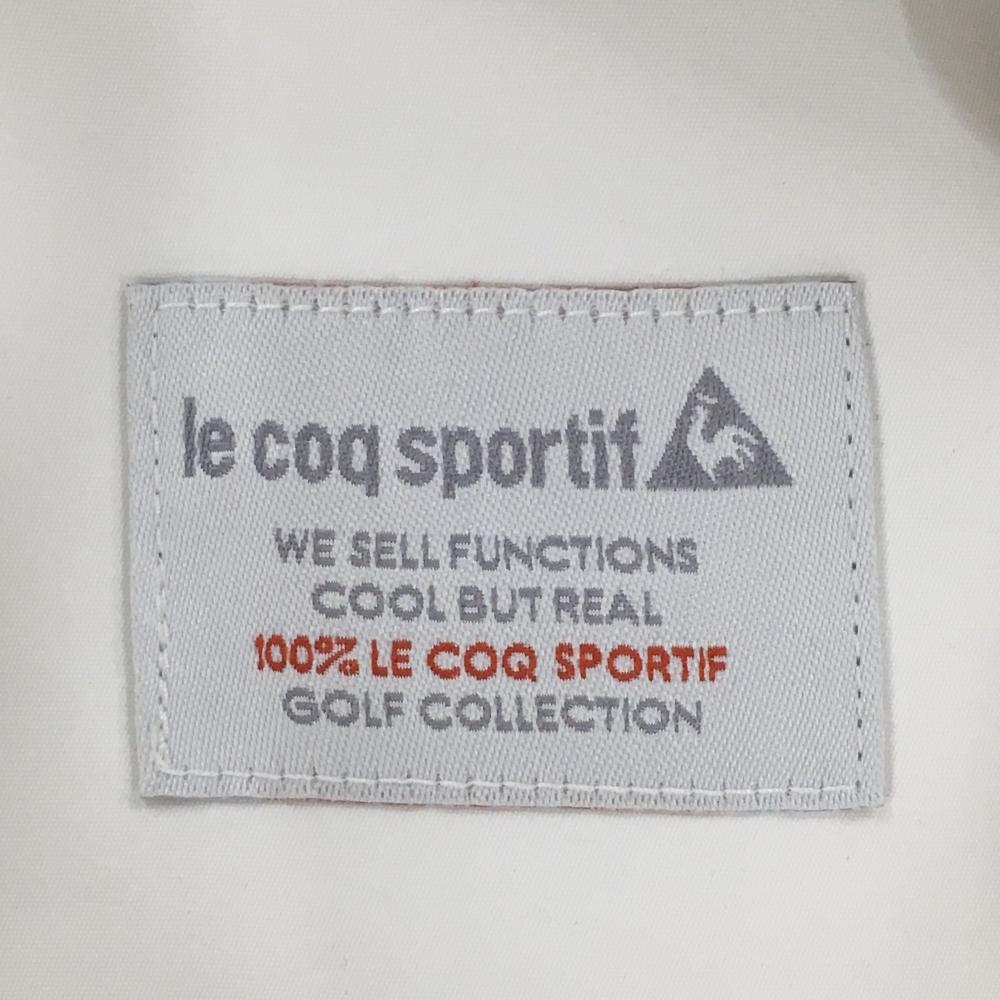 le coq sportif
WE SELL FUNCTIONS
COOL BUT REAL
100% LE COQ SPORTIF
GOLF COLLECTION